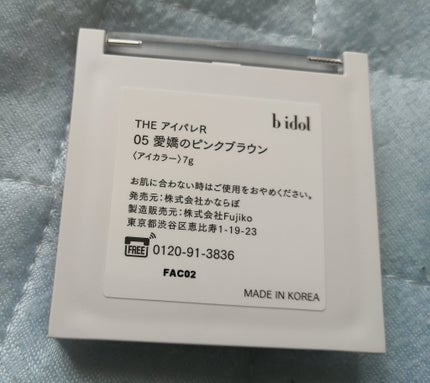 THE アイパレR
b idol
05 愛嬌のピンクブラウン
〈アイカラー〉7g
お肌に合わない時はご使用をおやめください。
発売元：株式会社かならぼ
製造販売元：株式会社Fujiko
東京都渋谷区恵比寿1-19-23
FREE 0120-91-3836
FAC02
MADE IN KOREA